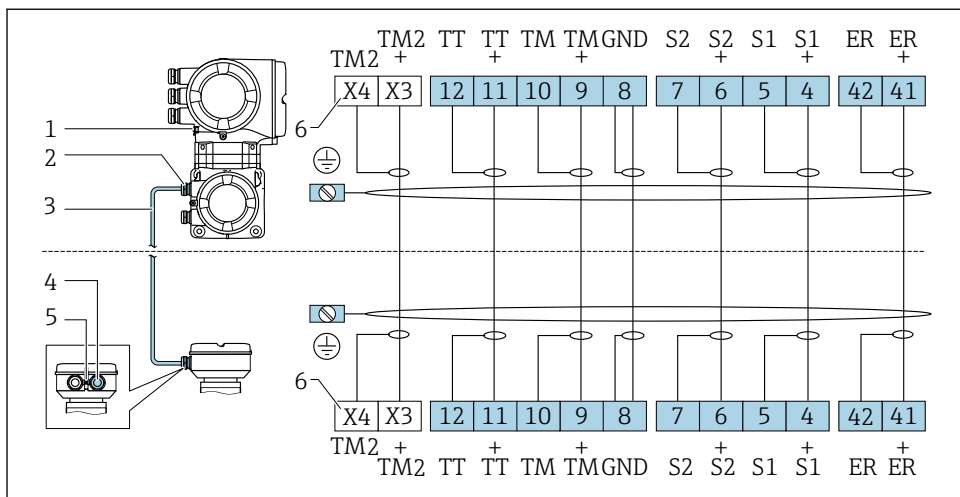 TM2 TT TT TM TM GND S2 S2 S1 S1 ER ER
TM2 + + + + + +
X4 X3 12 11 10 9 8 7 6 5 4 42 41
1
2
3
6
4
5
6
X4 X3 12 11 10 9 8 7 6 5 4 42 41
TM2 + + + + + +
TM2 TT TT TM TM GND S2 S2 S1 S1 ER ER